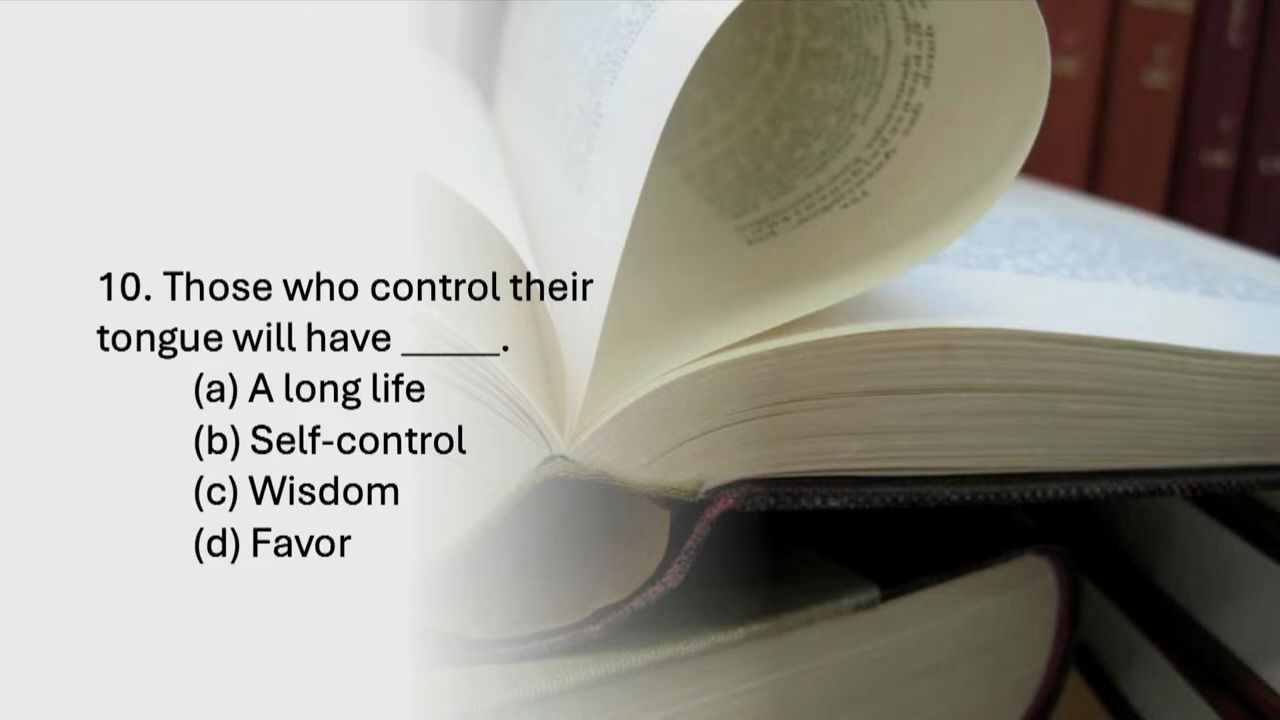 10. Those who control their
tongue will have _____.
(a) A long life
(b) Self-control
(c) Wisdom
(d) Favor